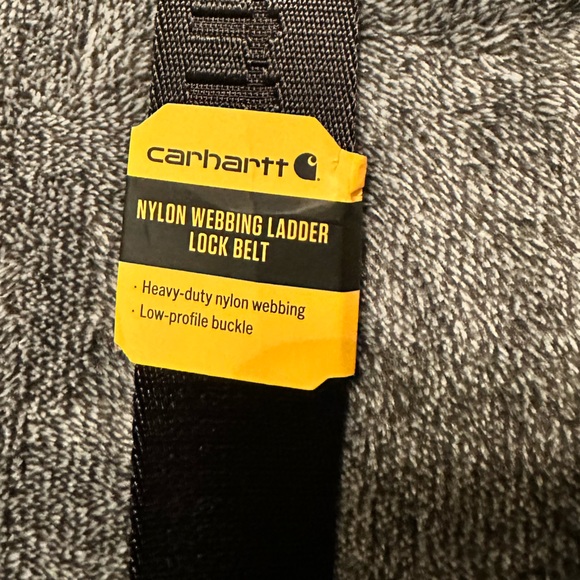 carhartt
NYLON WEBBING LADDER
LOCK BELT
· Heavy-duty nylon webbing
· Low-profile buckle